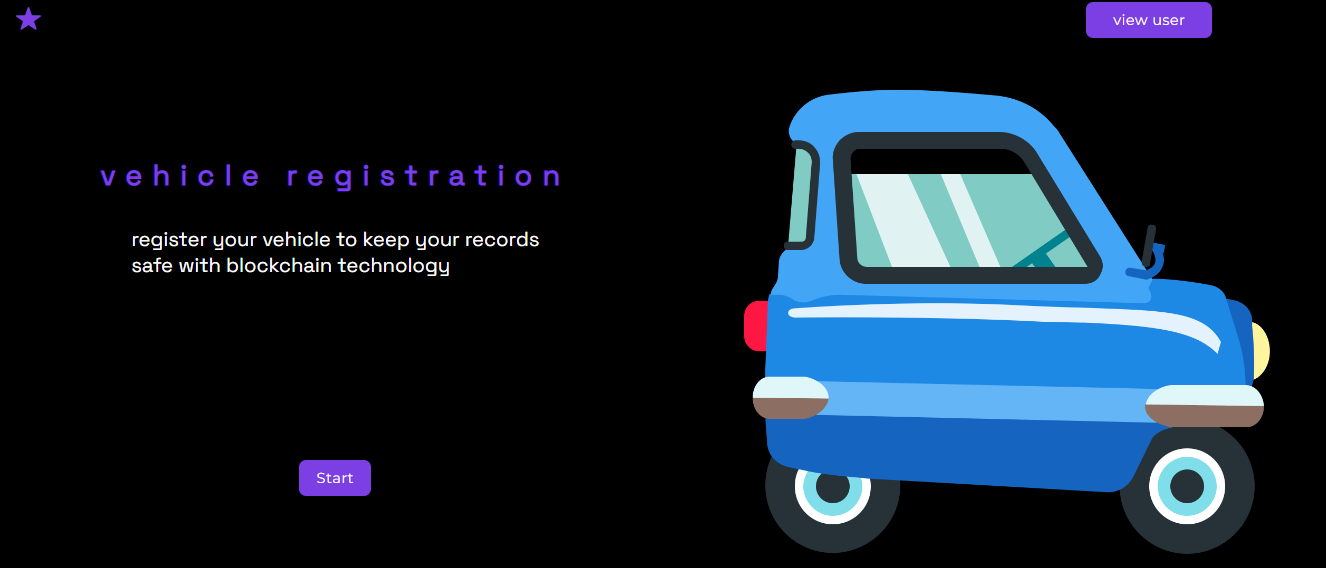 view user
vehicle registration
register your vehicle to keep your records
safe with blockchain technology
Start